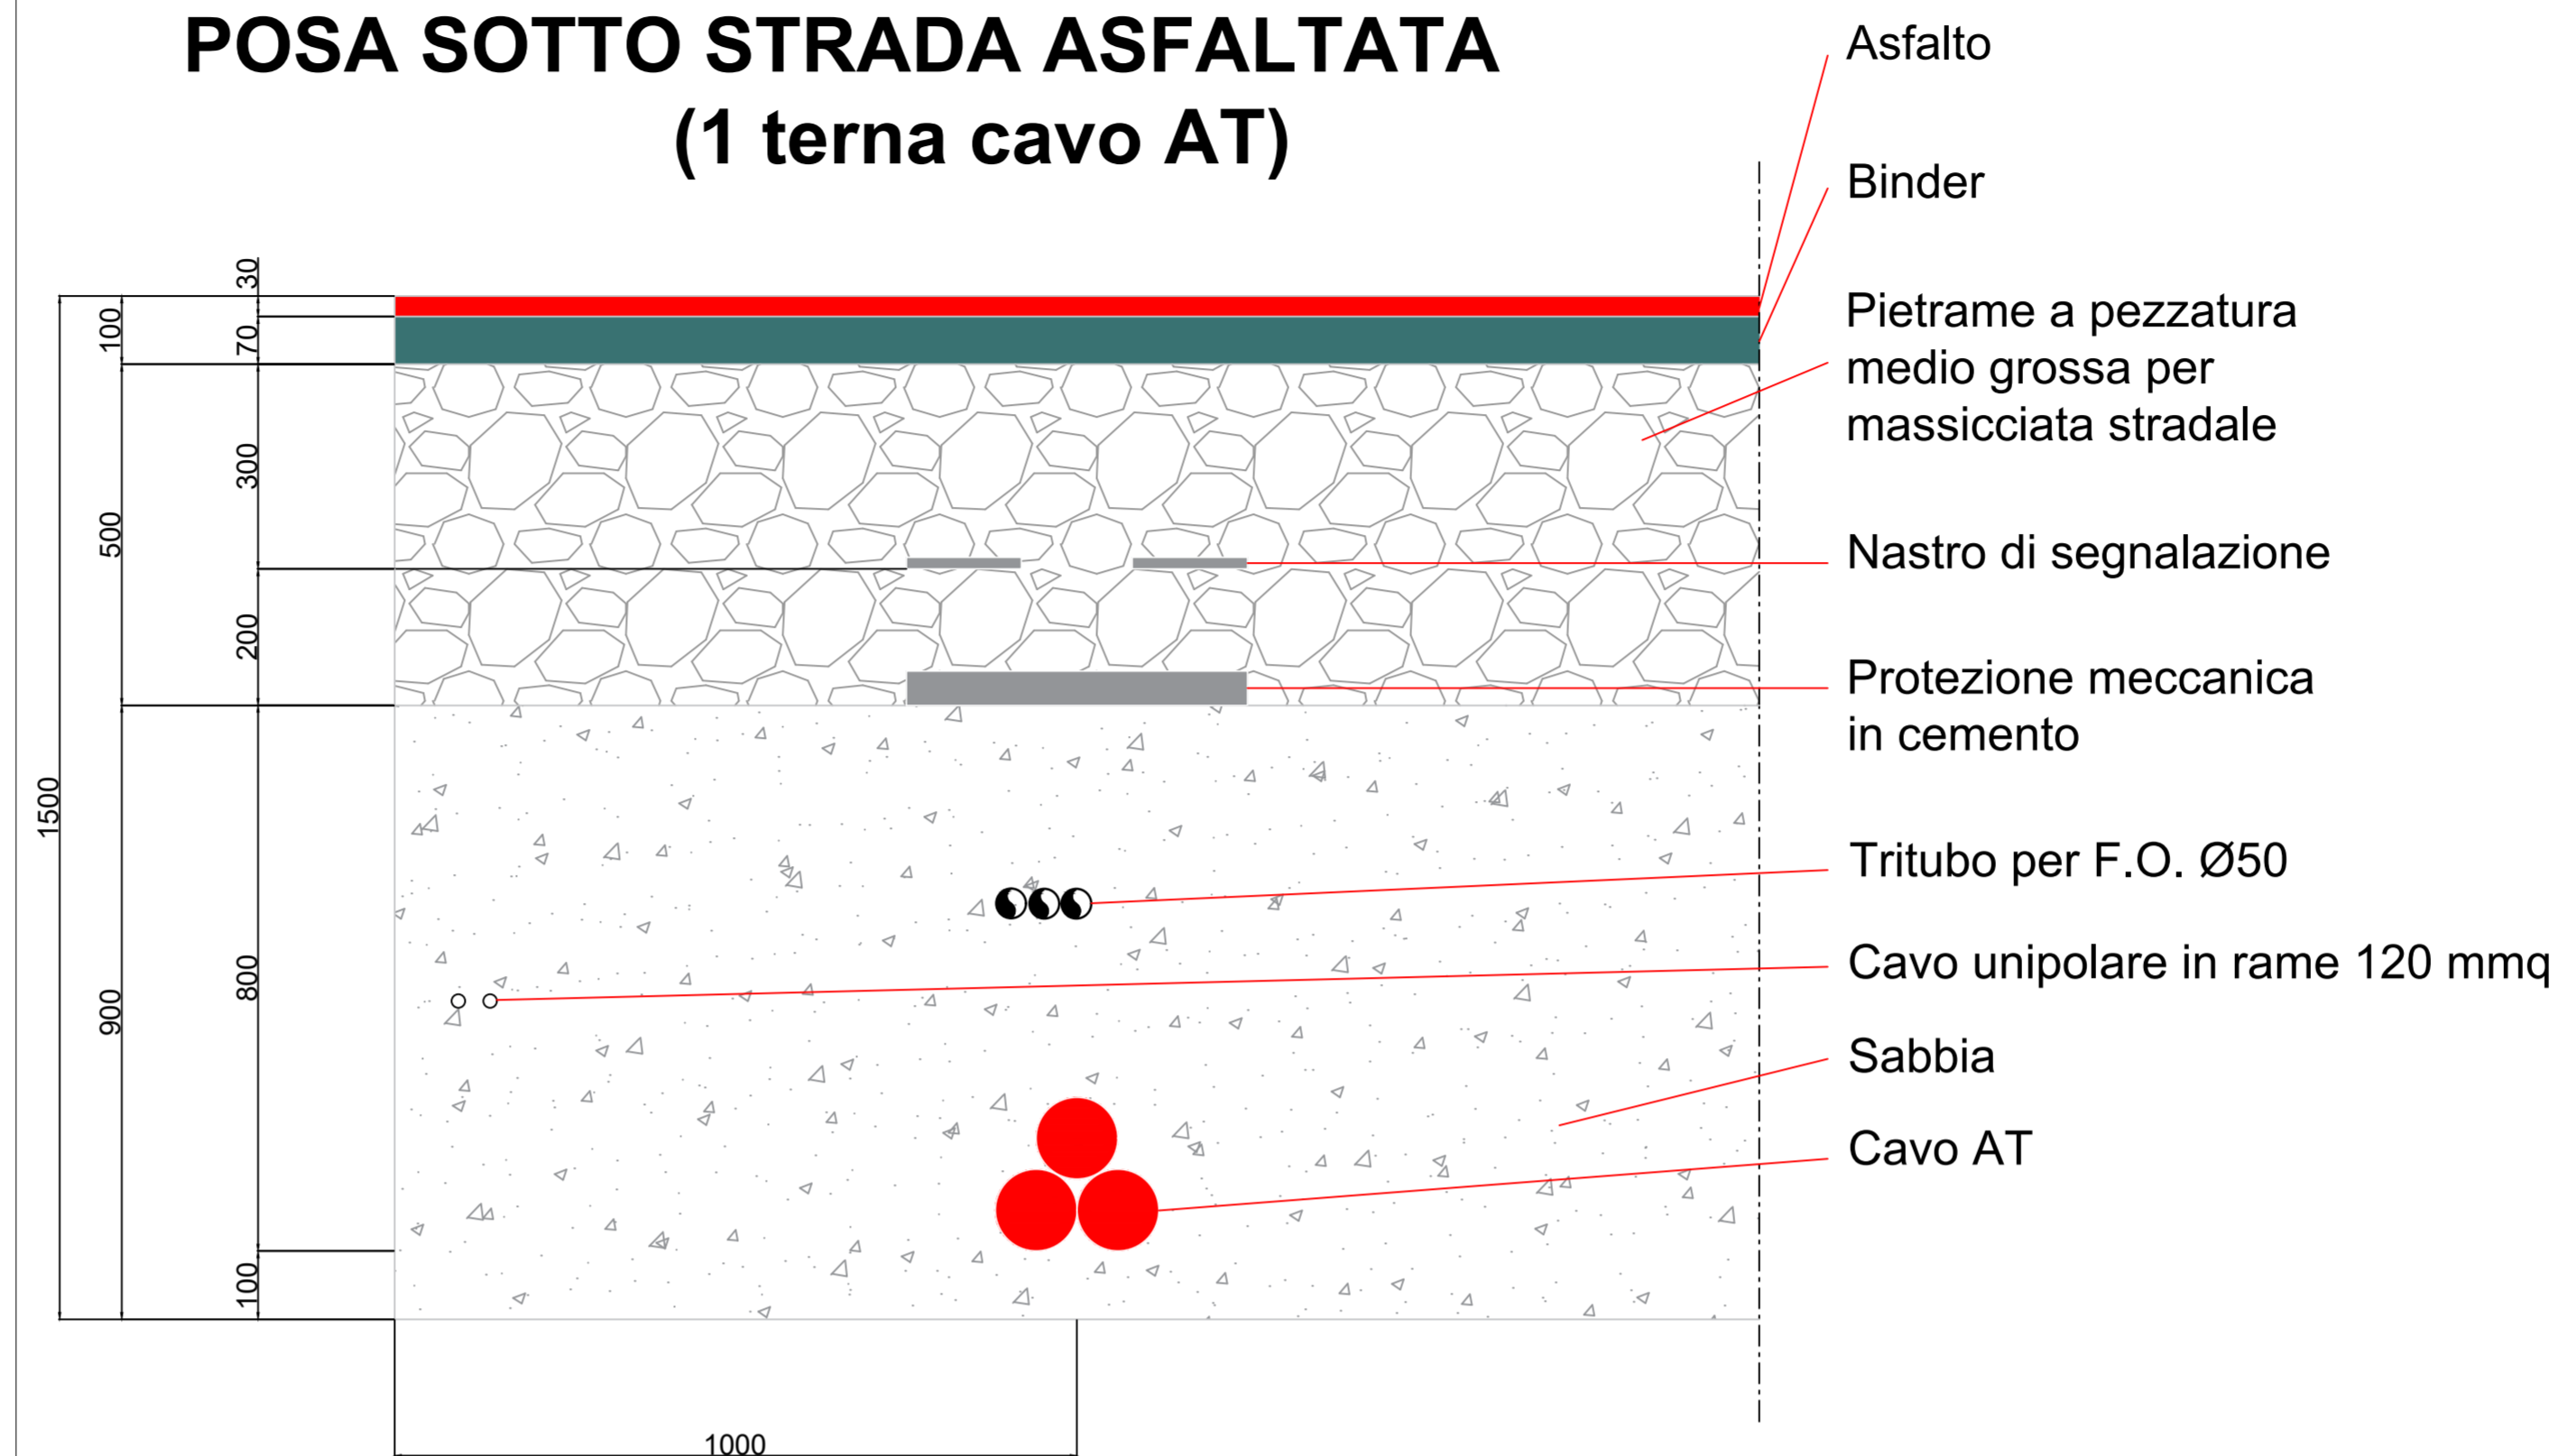 POSA SOTTO STRADA ASFALTATA
(1 terna cavo AT)
Asfalto
Binder
Pietrame a pezzatura
medio grossa per
massicciata stradale
Nastro di segnalazione
Protezione meccanica
in cemento
Tritubo per F.O. Ø50
Cavo unipolare in rame 120 mmq
Sabbia
Cavo AT
30
100
70
300
500
200
1500
800
900
100
1000